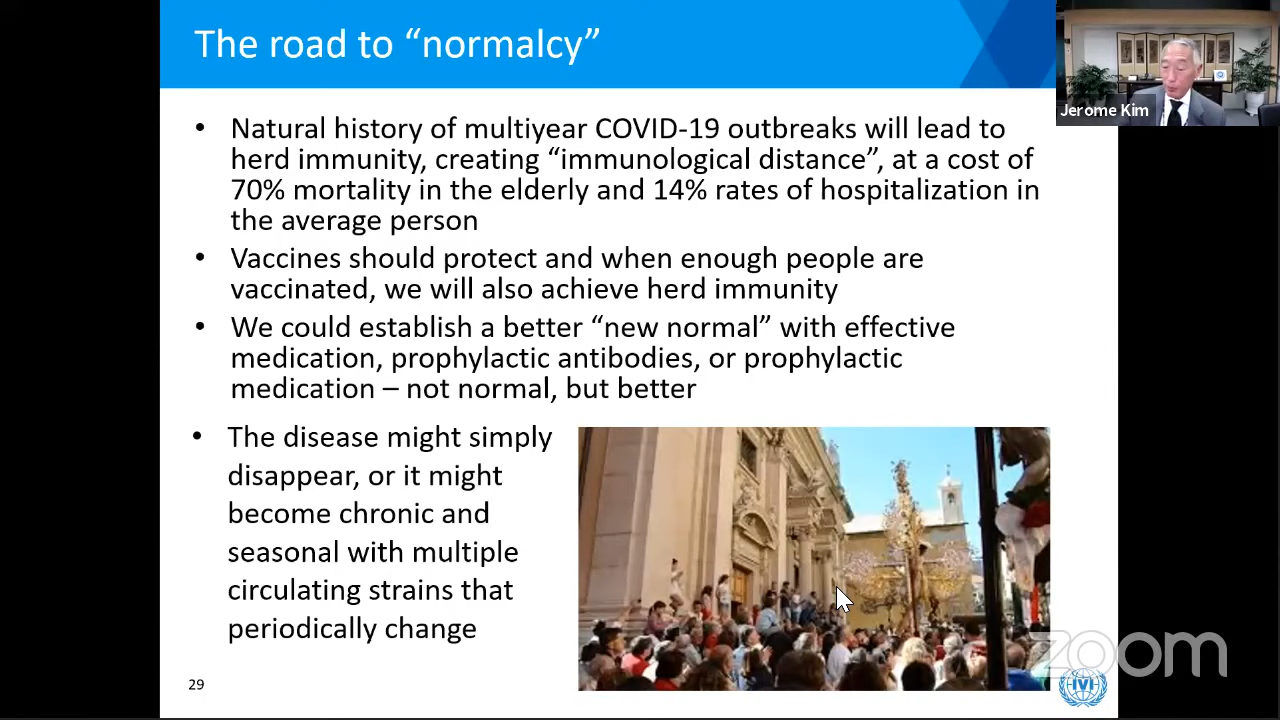 The road to “normalcy”
Jerome Kim
• Natural history of multiyear COVID-19 outbreaks will lead to
herd immunity, creating “immunological distance”, at a cost of
70% mortality in the elderly and 14% rates of hospitalization in
the average person
• Vaccines should protect and when enough people are
vaccinated, we will also achieve herd immunity
• We could establish a better “new normal” with effective
medication, prophylactic antibodies, or prophylactic
medication – not normal, but better
• The disease might simply
disappear, or it might
become chronic and
seasonal with multiple
circulating strains that
periodically change
zoom
29
IVI